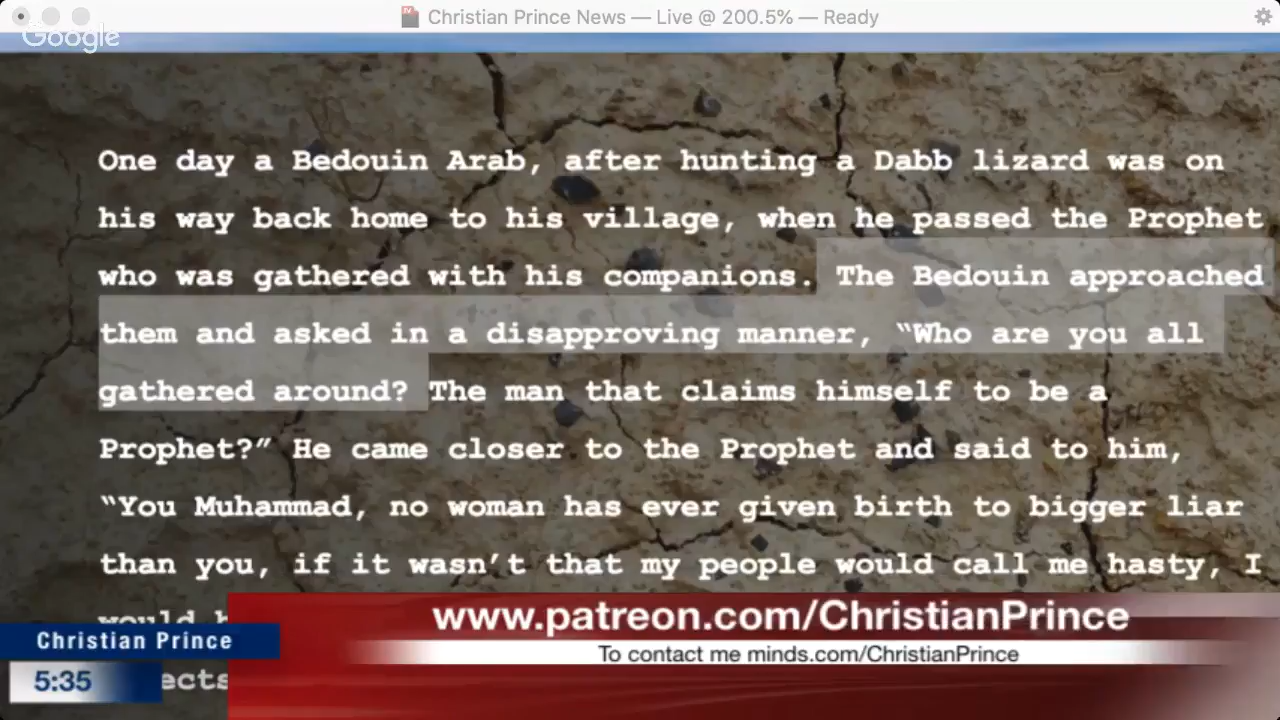 Christian Prince News — Live @ 200.5% — Ready
Google
One day a Bedouin Arab, after hunting a Dabb lizard was on
his way back home to his village, when he passed the Prophet
who was gathered with his companions. The Bedouin approached
them and asked in a disapproving manner, “Who are you all
gathered around? The man that claims himself to be a
Prophet?” He came closer to the Prophet and said to him,
“You Muhammad, no woman has ever given birth to bigger liar
than you, if it wasn’t that my people would call me hasty, I
would
www.patreon.com/ChristianPrince
Christian Prince
To contact me minds.com/ChristianPrince
5:35
ects